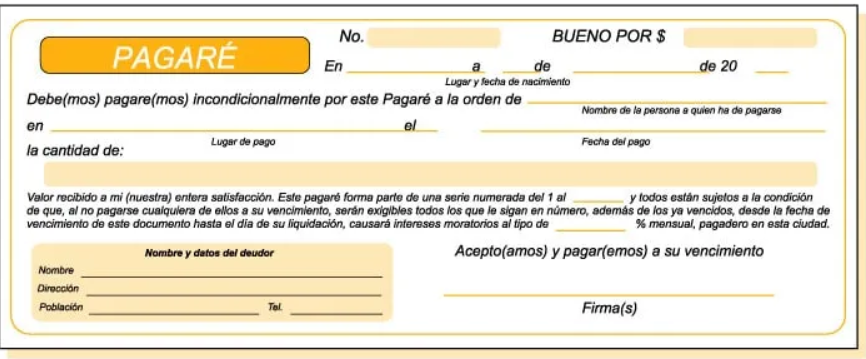 No. BUENO POR $
PAGARÉ
En a de de 20
Lugar y fecha de nacimiento
Debe(mos) pagare(mos) incondicionalmente por este Pagaré a la orden de
Nombre de la persona a quien ha de pagarse
en el
Lugar de pago Fecha del pago
la cantidad de:
Valor recibido a mi (nuestra) entera satisfacción. Este pagaré forma parte de una serie numerada del 1 al y todos están sujetos a la condición
de que, al no pagarse cualquiera de ellos a su vencimiento, serán exigibles todos los que le sigan en número, además de los ya vencidos, desde la fecha de
vencimiento de este documento hasta el día de su liquidación, causará intereses moratorios al tipo de % mensual, pagadero en esta ciudad.
Nombre y datos del deudor
Nombre
Dirección
Población Tel.
Acepto(amos) y pagar(emos) a su vencimiento
Firma(s)